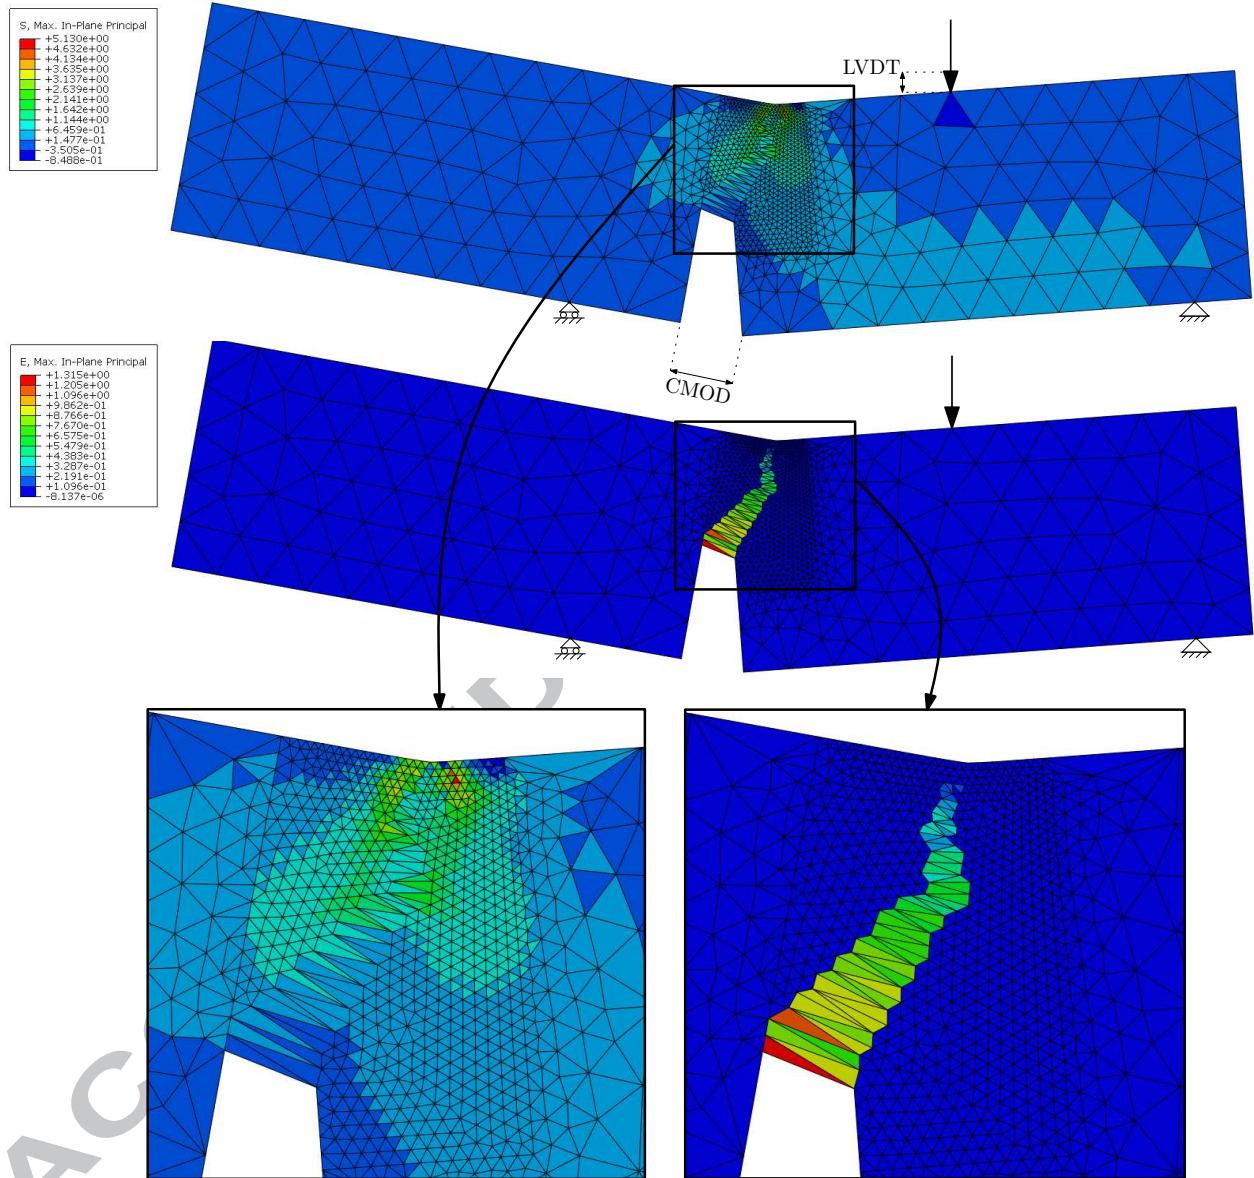 S, Max. In-Plane Principal
+5.130e+00
+4.632e+00
+4.134e+00
+3.635e+00
+3.137e+00
+2.639e+00
+2.141e+00
+1.642e+00
+1.144e+00
+6.459e-01
+1.477e-01
-3.505e-01
-8.488e-01
LVDT
CMOD
E, Max. In-Plane Principal
+1.315e+00
+1.205e+00
+1.096e+00
+9.862e-01
+8.766e-01
+7.670e-01
+6.575e-01
+5.479e-01
+4.383e-01
+3.287e-01
+2.191e-01
+1.096e-01
-8.137e-06